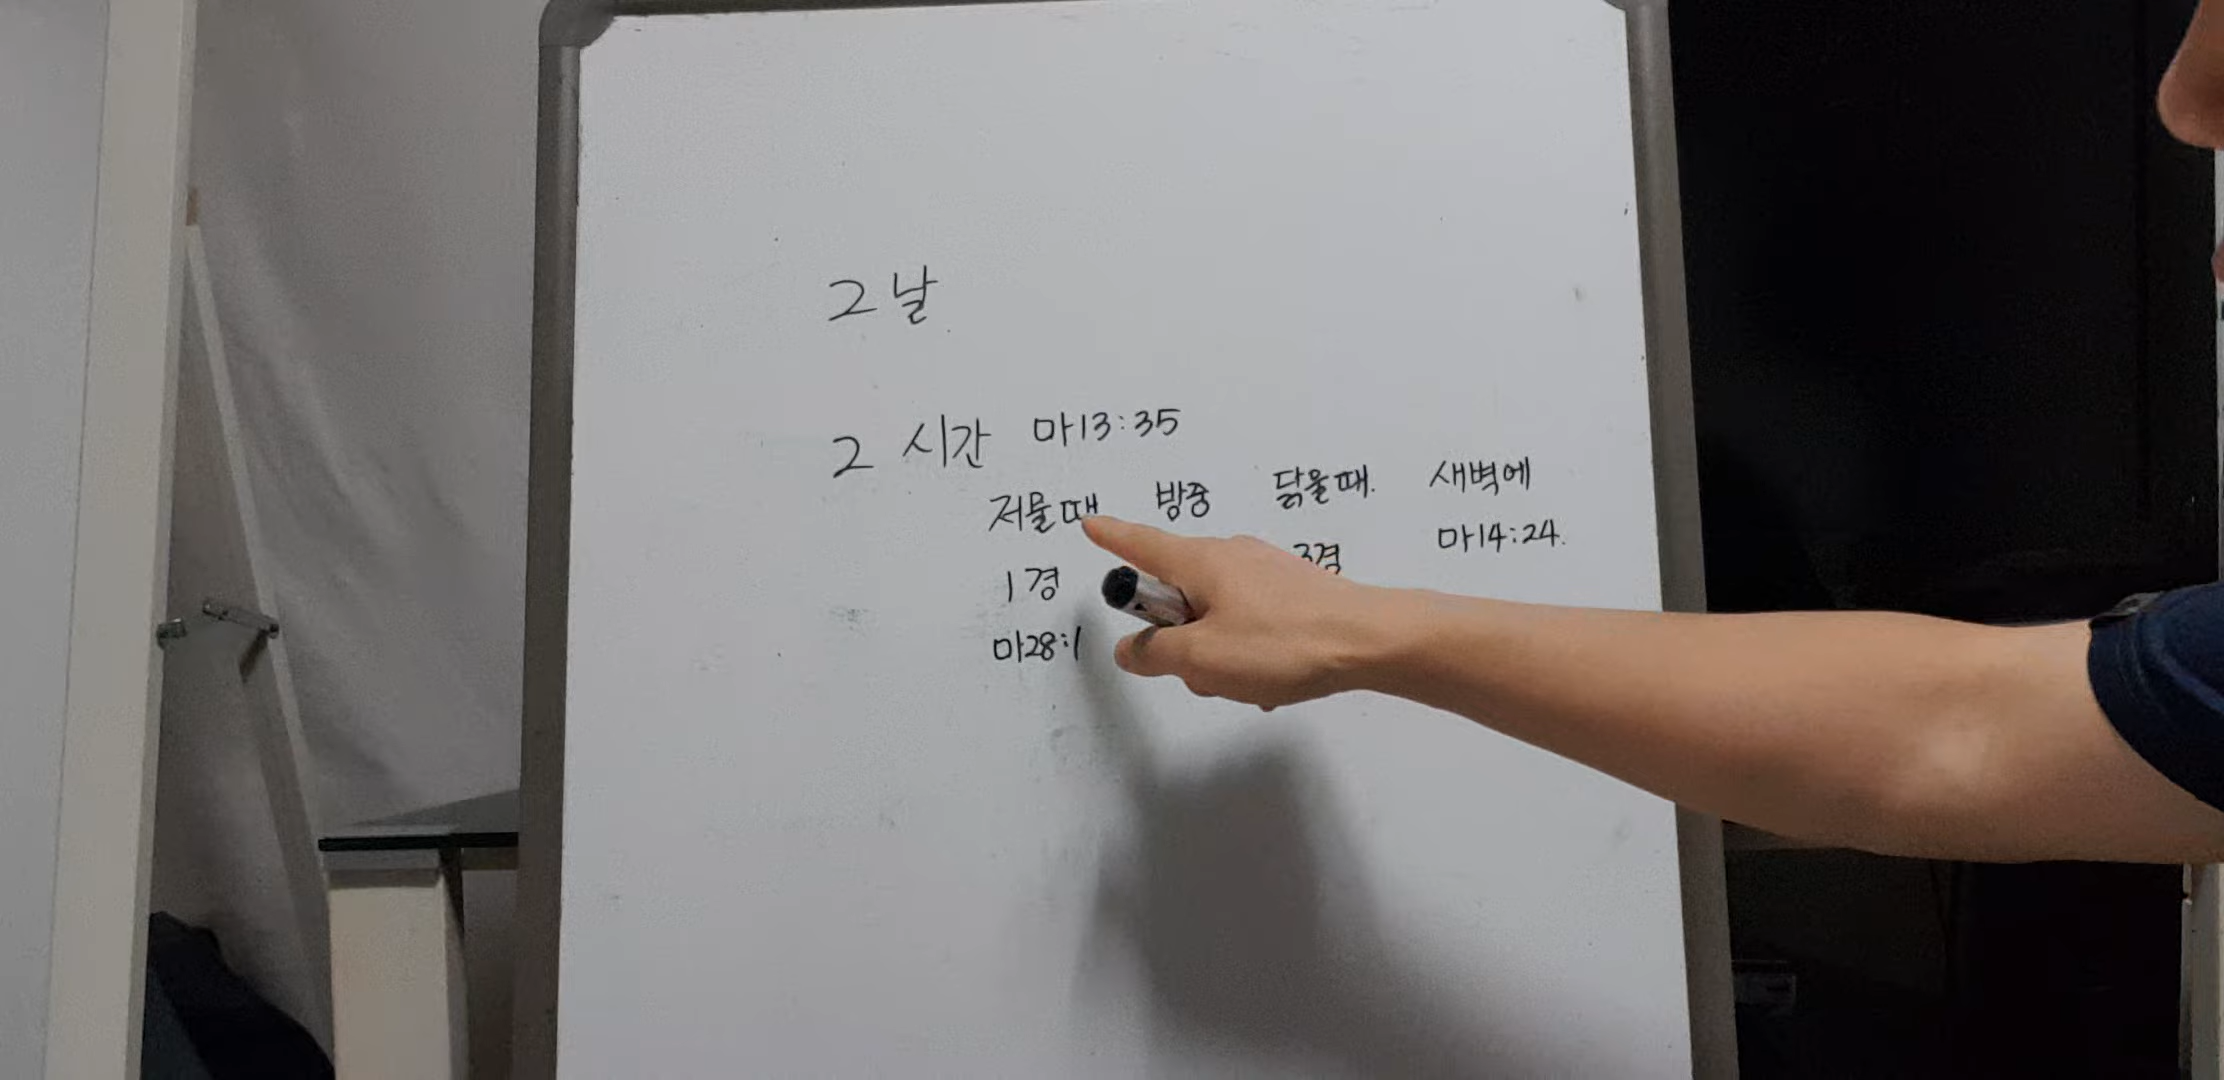 그날
그 시간 마13:35
저물때 밤중 닭울때. 새벽에
1경 3경 마14:24.
마28:1